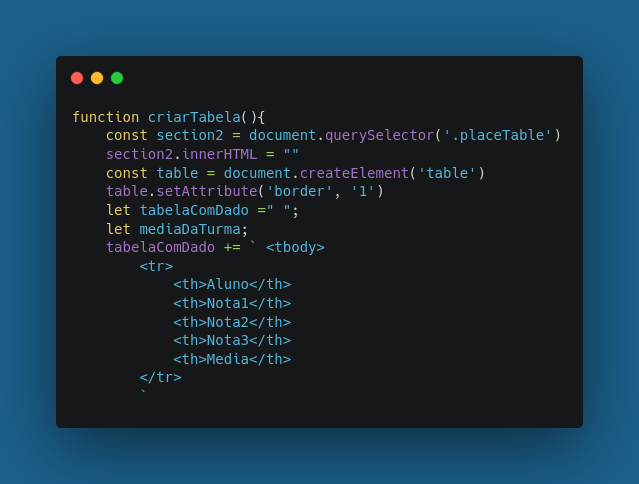 function criarTabela(){
    const section2 = document.querySelector('.placeTable')
    section2.innerHTML = ""
    const table = document.createElement('table')
    table.setAttribute('border', '1')
    let tabelaComDado =" ";
    let mediaDaTurma;
    tabelaComDado += ` <tbody>
        <tr>
            <th>Aluno</th>
            <th>Nota1</th>
            <th>Nota2</th>
            <th>Nota3</th>
            <th>Media</th>
        </tr>
        `